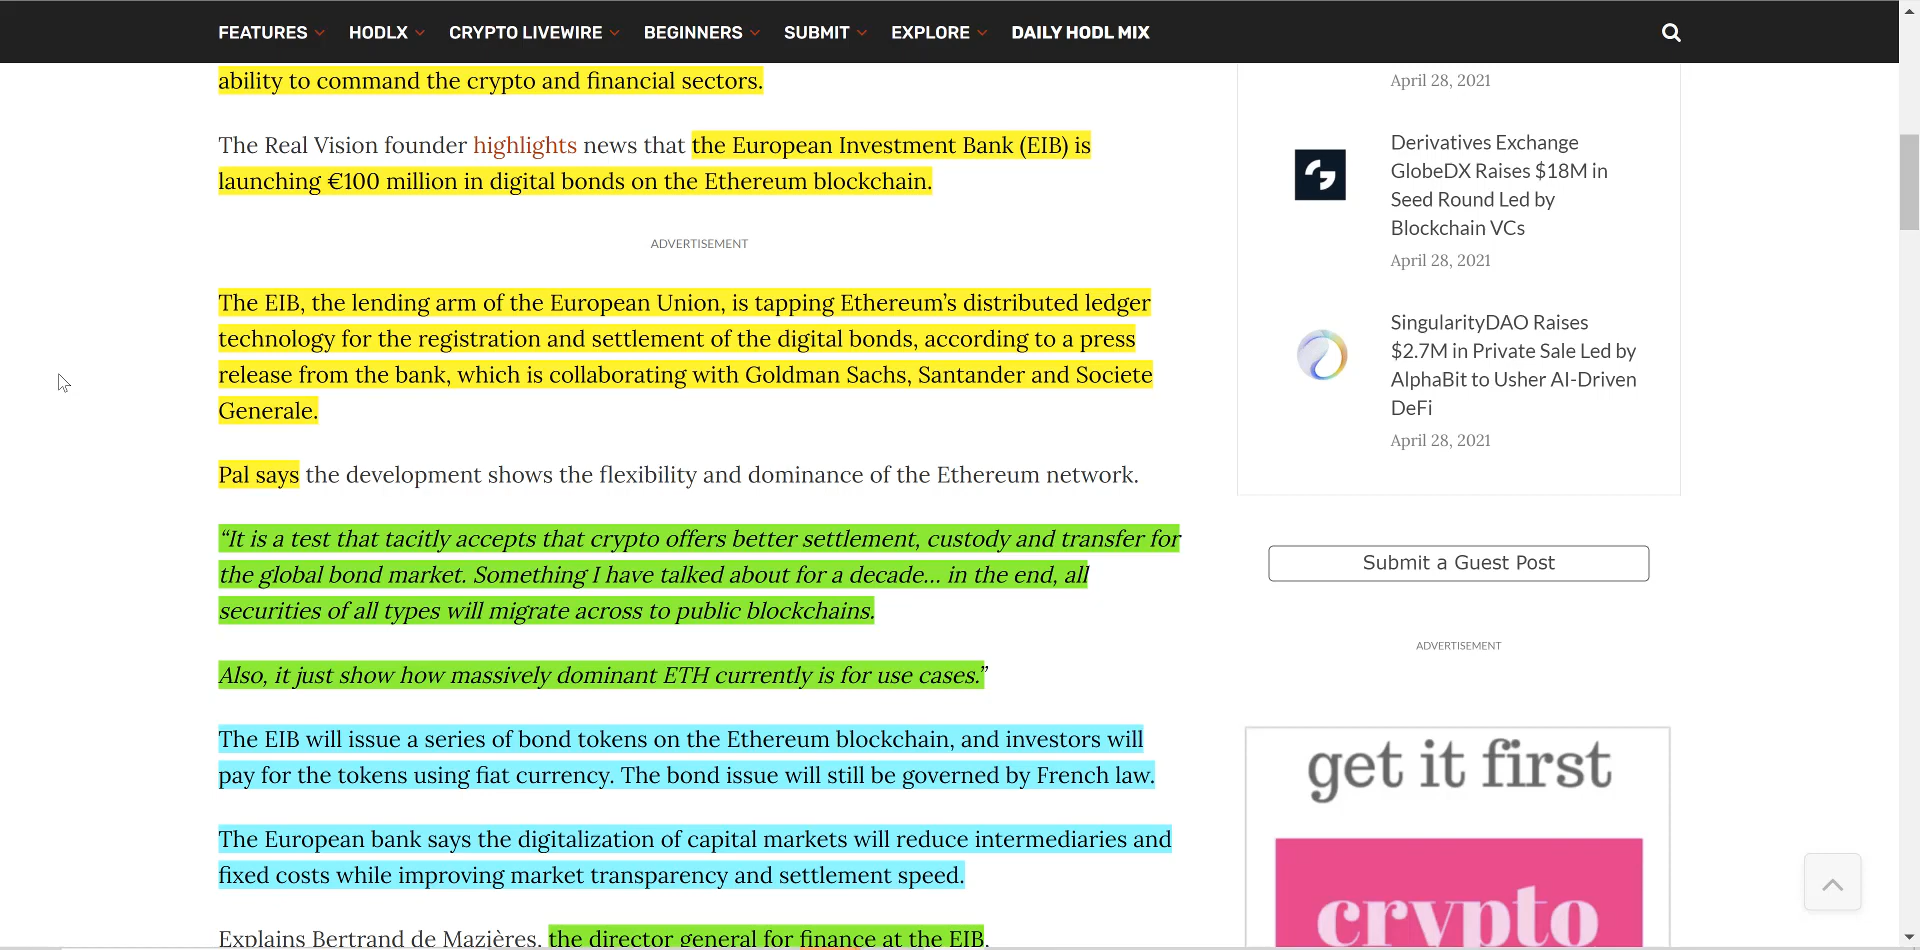 FEATURES HODLX CRYPTO LIVEWIRE BEGINNERS SUBMIT EXPLORE DAILY HODL MIX
ability to command the crypto and financial sectors.
The Real Vision founder highlights news that the European Investment Bank (EIB) is
launching €100 million in digital bonds on the Ethereum blockchain.
ADVERTISEMENT
The EIB, the lending arm of the European Union, is tapping Ethereum’s distributed ledger
technology for the registration and settlement of the digital bonds, according to a press
release from the bank, which is collaborating with Goldman Sachs, Santander and Societe
Generale.
Pal says the development shows the flexibility and dominance of the Ethereum network.
“It is a test that tacitly accepts that crypto offers better settlement, custody and transfer for
the global bond market. Something I have talked about for a decade… in the end, all
securities of all types will migrate across to public blockchains.
Also, it just show how massively dominant ETH currently is for use cases.”
The EIB will issue a series of bond tokens on the Ethereum blockchain, and investors will
pay for the tokens using fiat currency. The bond issue will still be governed by French law.
The European bank says the digitalization of capital markets will reduce intermediaries and
fixed costs while improving market transparency and settlement speed.
Explains Bertrand de Mazières, the director general for finance at the EIB,
April 28, 2021
Derivatives Exchange
GlobeDX Raises $18M in
Seed Round Led by
Blockchain VCs
April 28, 2021
SingularityDAO Raises
$2.7M in Private Sale Led by
AlphaBit to Usher AI-Driven
DeFi
April 28, 2021
Submit a Guest Post
ADVERTISEMENT
get it first
crypto